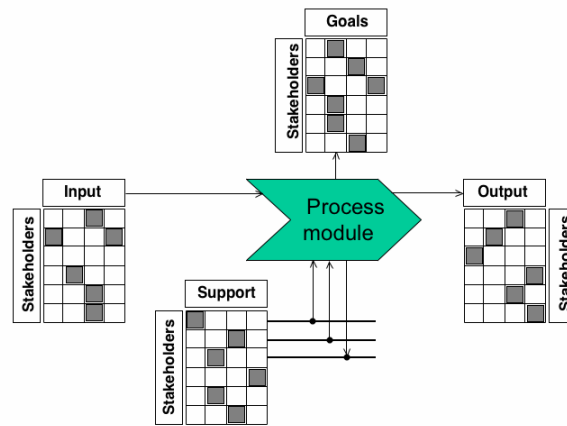 Goals
Stakeholders
Input
Stakeholders
Process
module
Output
Stakeholders
Support
Stakeholders